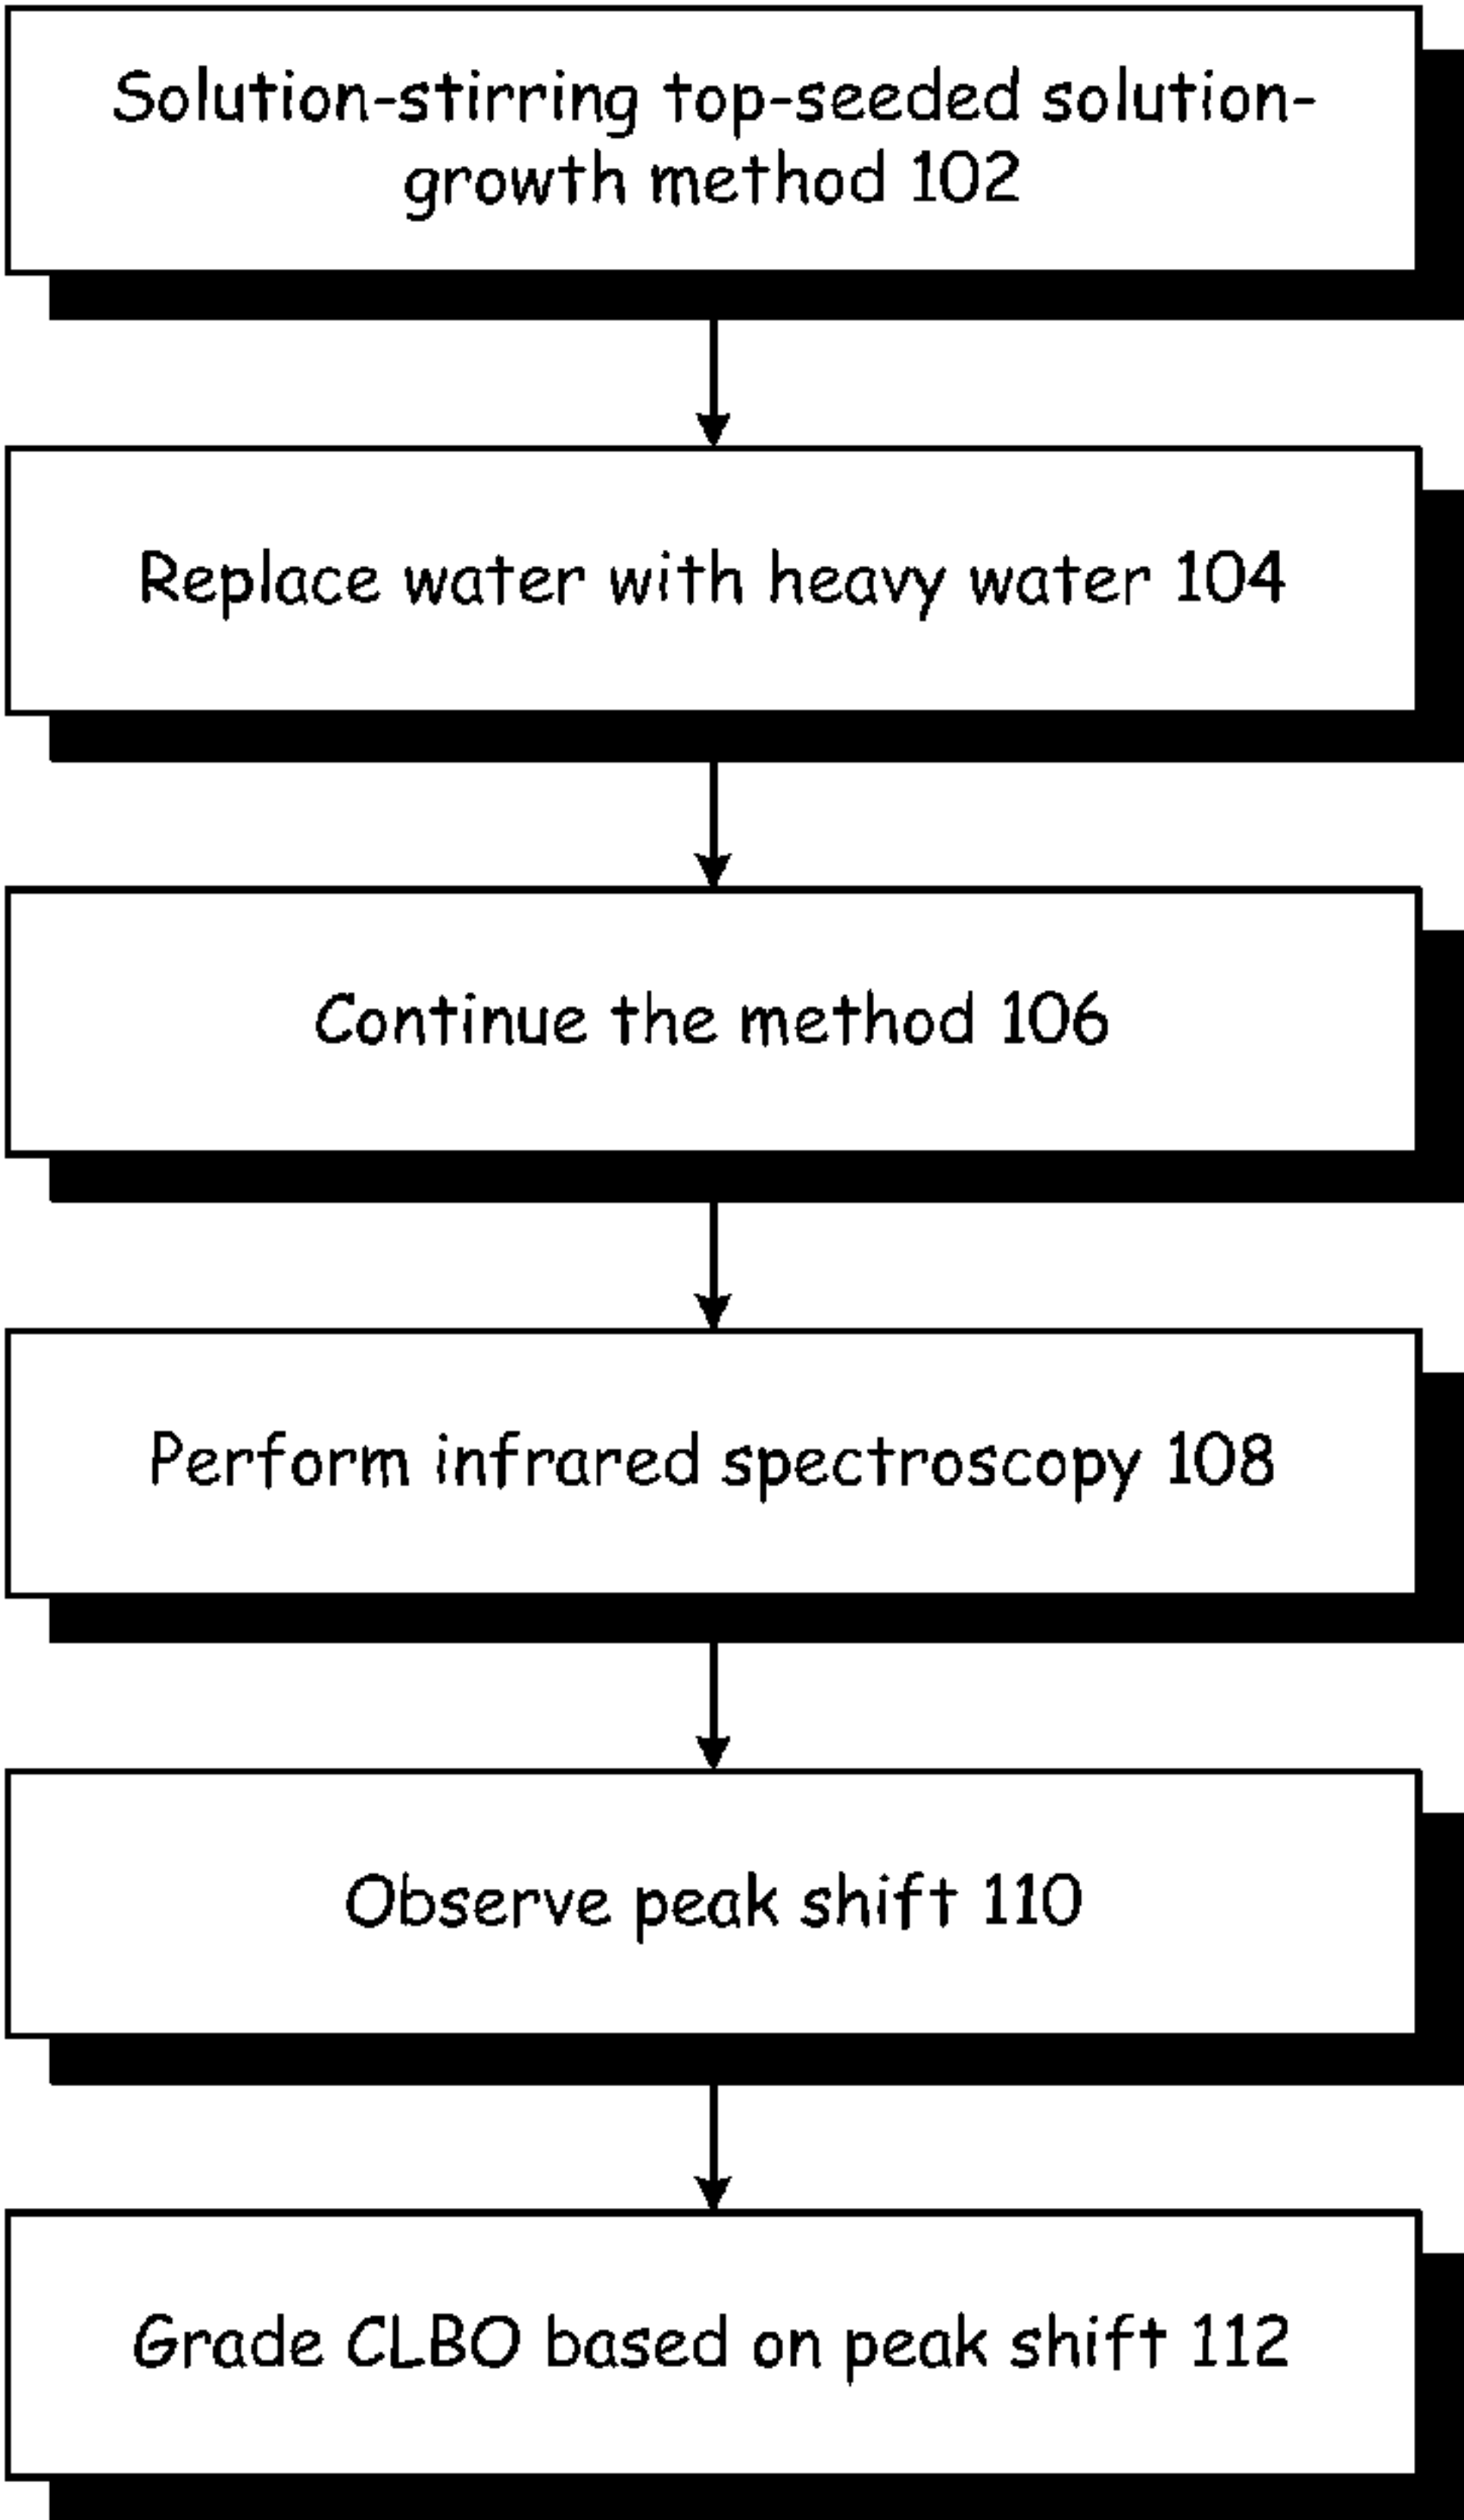 Solution-stirring top-seeded solution-
growth method 102
Replace water with heavy water 104
Continue the method 106
Perform infrared spectroscopy 108
Observe peak shift 110
Grade CLBO based on peak shift 112